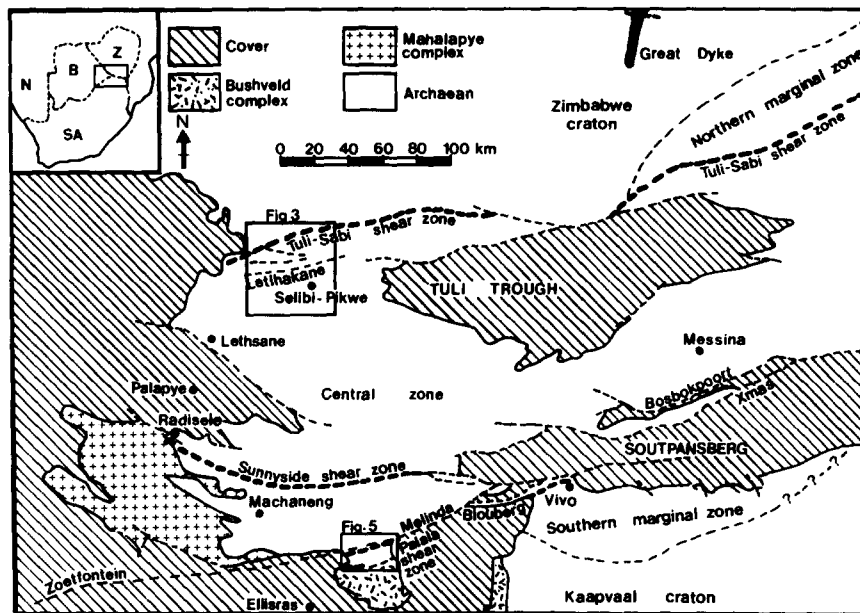 N
B
Z
SA
Cover
Bushveld
complex
Mahalapye
complex
Archaean
N
0 20 40 60 80 100
km
Great Dyke
Zimbabwe
craton
Northern marginal zone
Tuli-Sabi shear zone
Fig 3
Tuli-Sabi shear zone
Letlhakane
Selibi-Pikwe
TULI TROUGH
Lethsane
Messina
Palapye
Central zone
Bosbokpoort
Xmas
Radisele
SOUTPANSBERG
Sunnyside shear zone
Machaneng
Vivo
Melinda
Blouberg
? ? ?
Southern marginal zone
Fig. 5
Palala
shear
zone
Zoetfontein
Ellisras
Kaapvaal craton